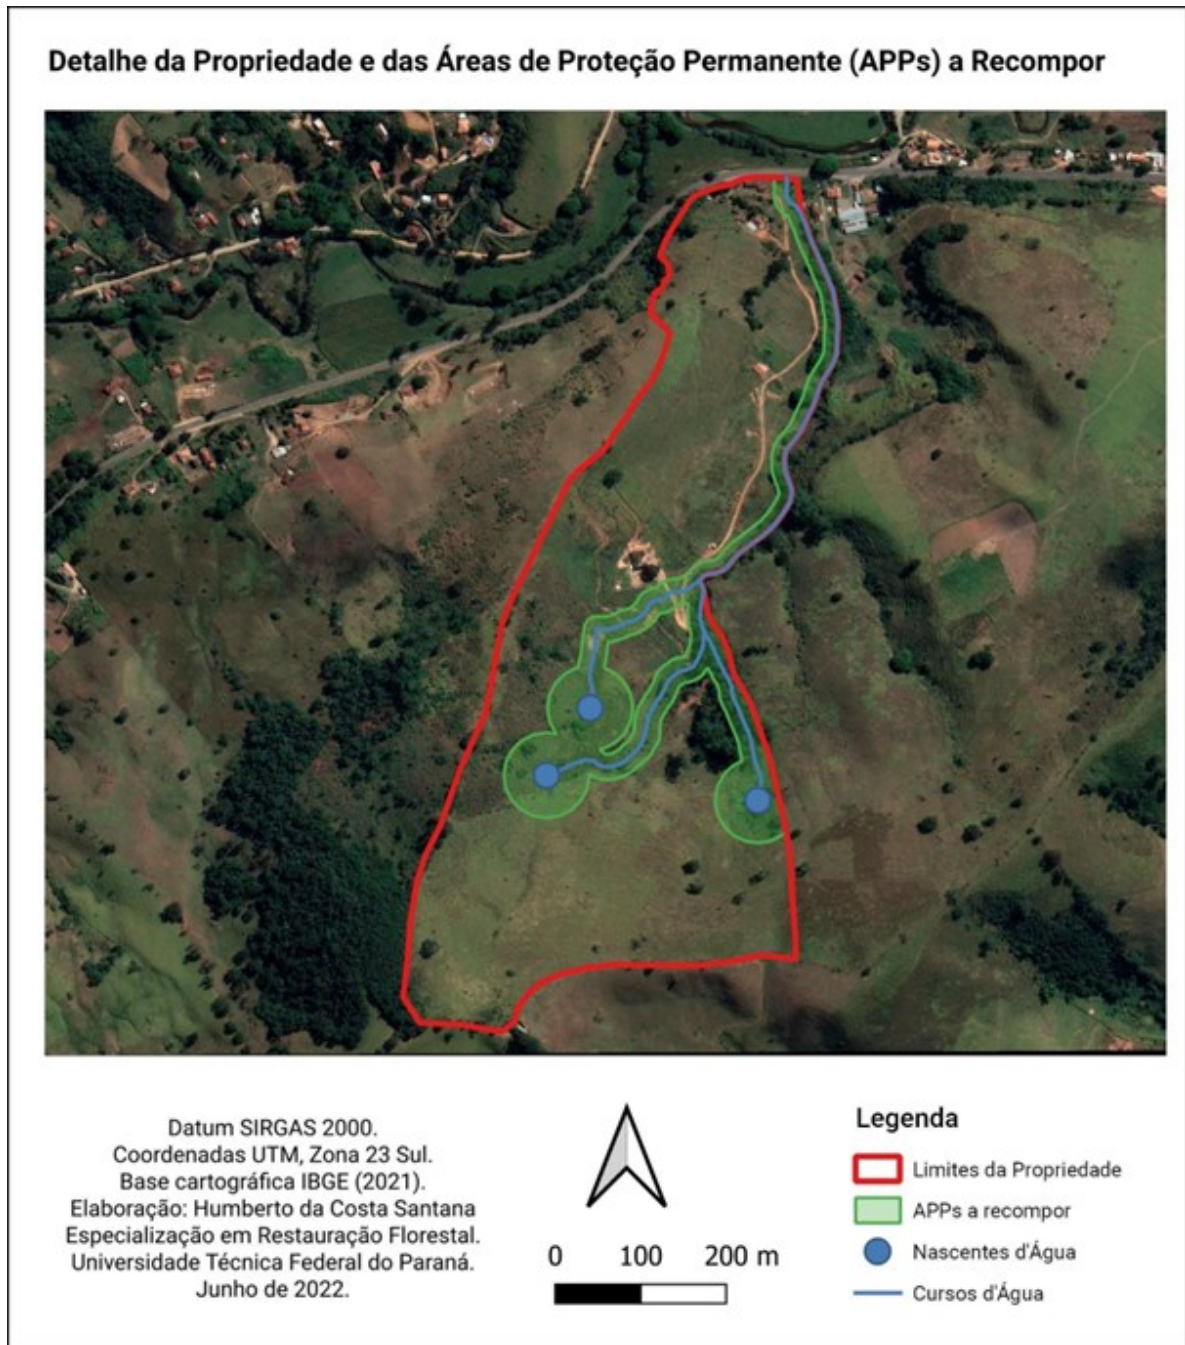 Detalhe da Propriedade e das Áreas de Proteção Permanente (APPs) a Recompor
Datum SIRGAS 2000.
Coordenadas UTM, Zona 23 Sul.
Base cartográfica IBGE (2021).
Elaboração: Humberto da Costa Santana
Especialização em Restauração Florestal.
Universidade Técnica Federal do Paraná.
Junho de 2022.
0 100 200 m
Legenda
Limites da Propriedade
APPs a recompor
Nascentes d'Água
Cursos d'Água